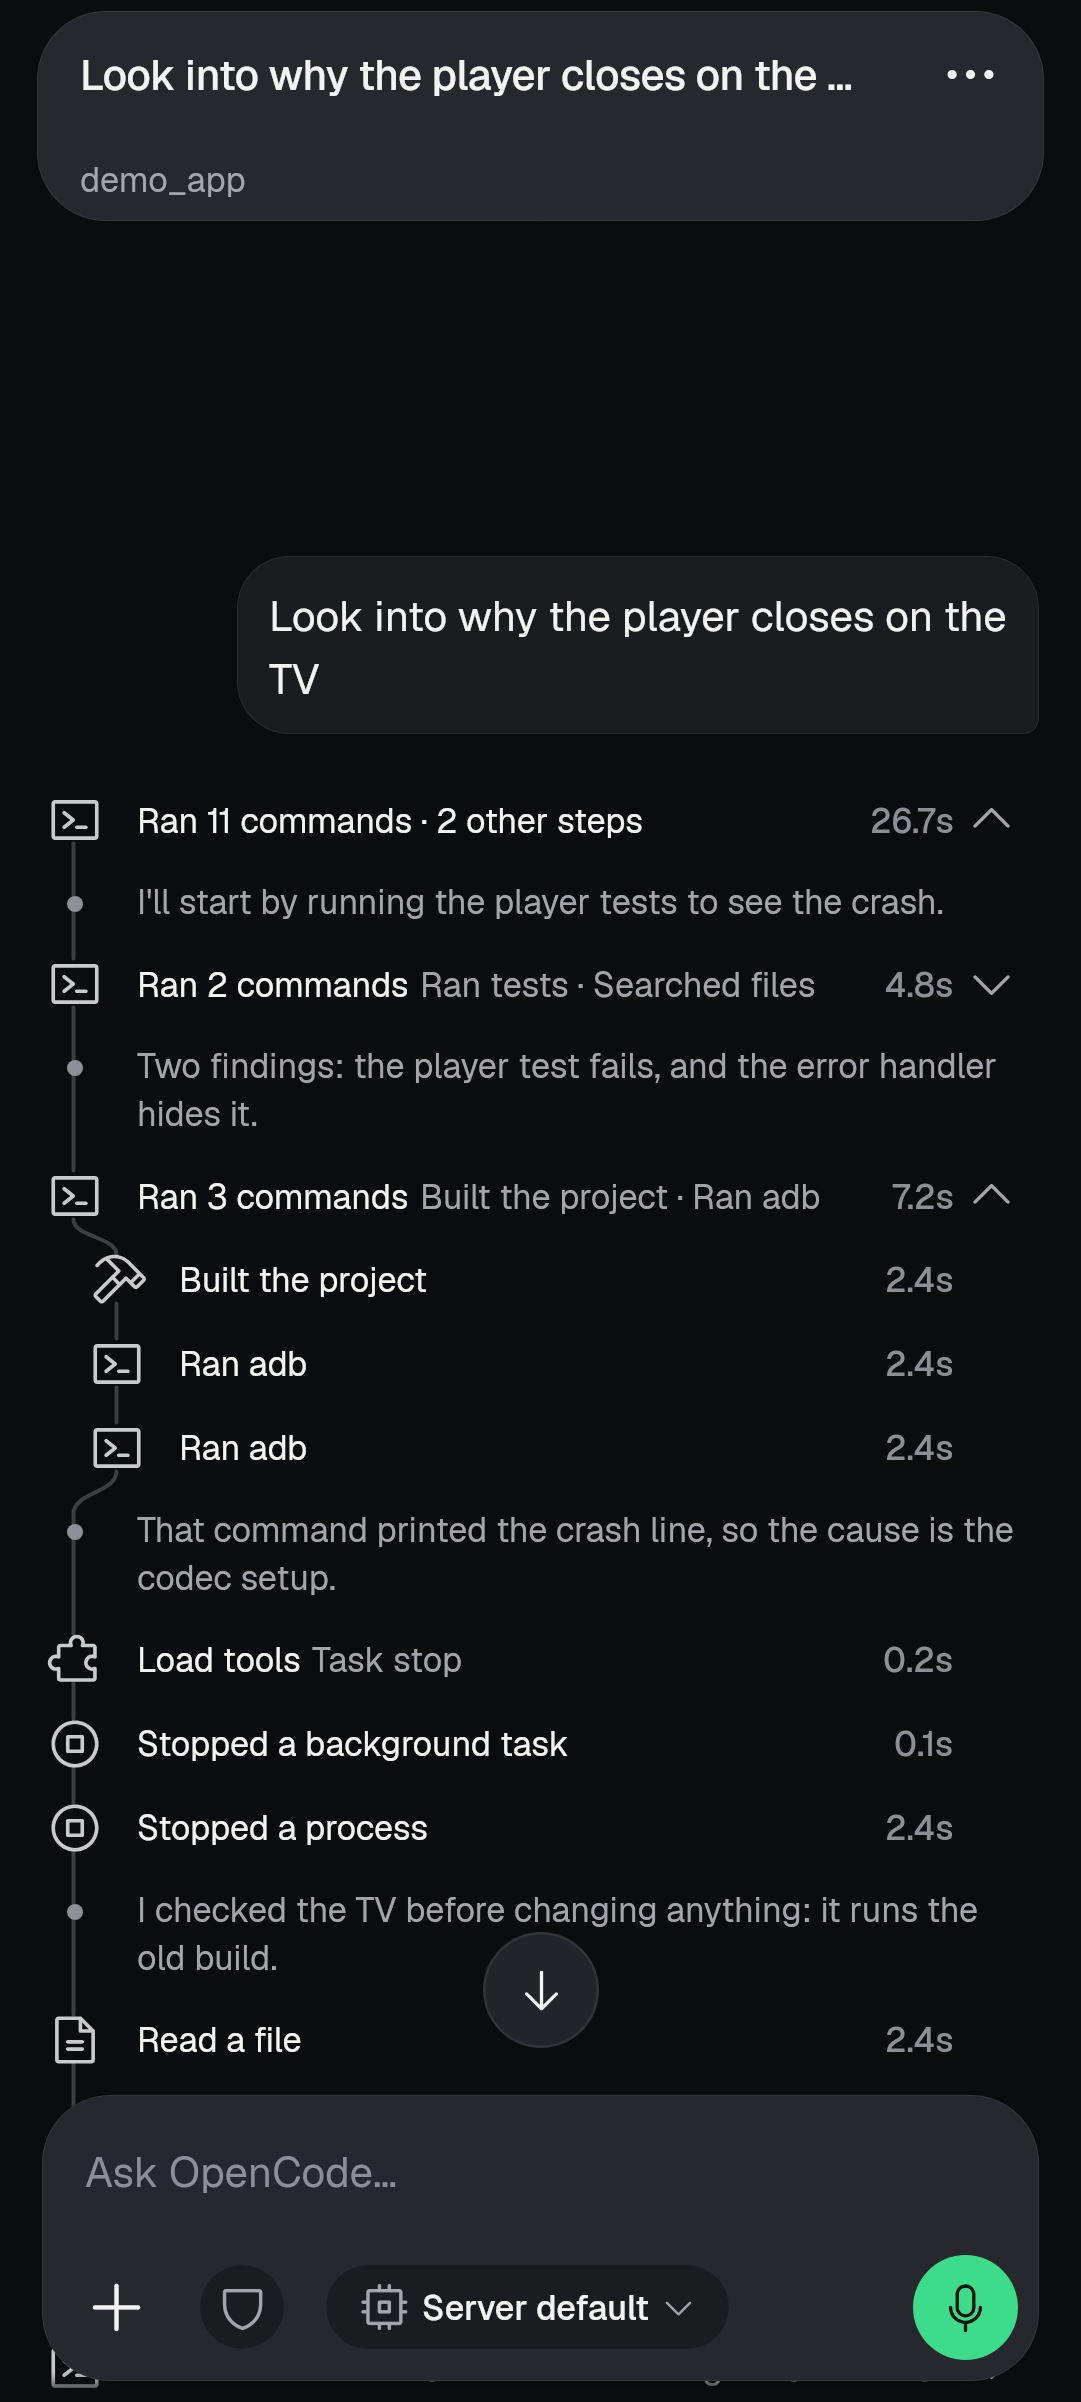 Look into why the player closes on the ...
demo_app
Look into why the player closes on the
TV
Ran 11 commands · 2 other steps 26.7s
I'll start by running the player tests to see the crash.
Ran 2 commands Ran tests · Searched files 4.8s
Two findings: the player test fails, and the error handler
hides it.
Ran 3 commands Built the project · Ran adb 7.2s
Built the project 2.4s
Ran adb 2.4s
Ran adb 2.4s
That command printed the crash line, so the cause is the
codec setup.
Load tools Task stop 0.2s
Stopped a background task 0.1s
Stopped a process 2.4s
I checked the TV before changing anything: it runs the
old build.
Read a file 2.4s
Ask OpenCode...
Server default